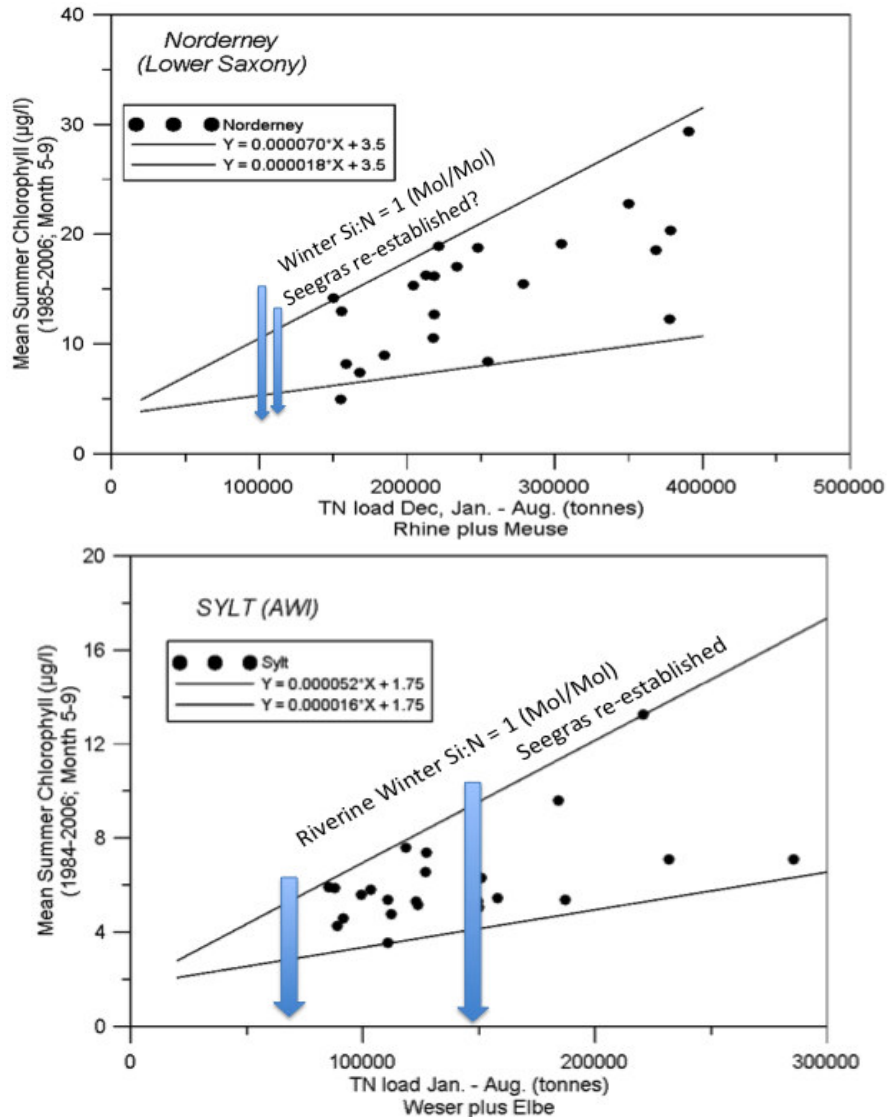 Norderney
(Lower Saxony)
Norderney
Y = 0.000070*X + 3.5
Y = 0.000018*X + 3.5
Winter Si:N = 1 (Mol/Mol)
Seegras re-established?
Mean Summer Chlorophyll (µg/l)
(1985-2006; Month 5-9)
40
30
20
10
0
0 100000 200000 300000 400000 500000
TN load Dec, Jan. - Aug. (tonnes)
Rhine plus Meuse
SYLT (AWI)
Sylt
Y = 0.000052*X + 1.75
Y = 0.000016*X + 1.75
Riverine Winter Si:N = 1 (Mol/Mol)
Seegras re-established
Mean Summer Chlorophyll (µg/l)
(1984-2006; Month 5-9)
20
16
12
8
4
0
0 100000 200000 300000
TN load Jan. - Aug. (tonnes)
Weser plus Elbe